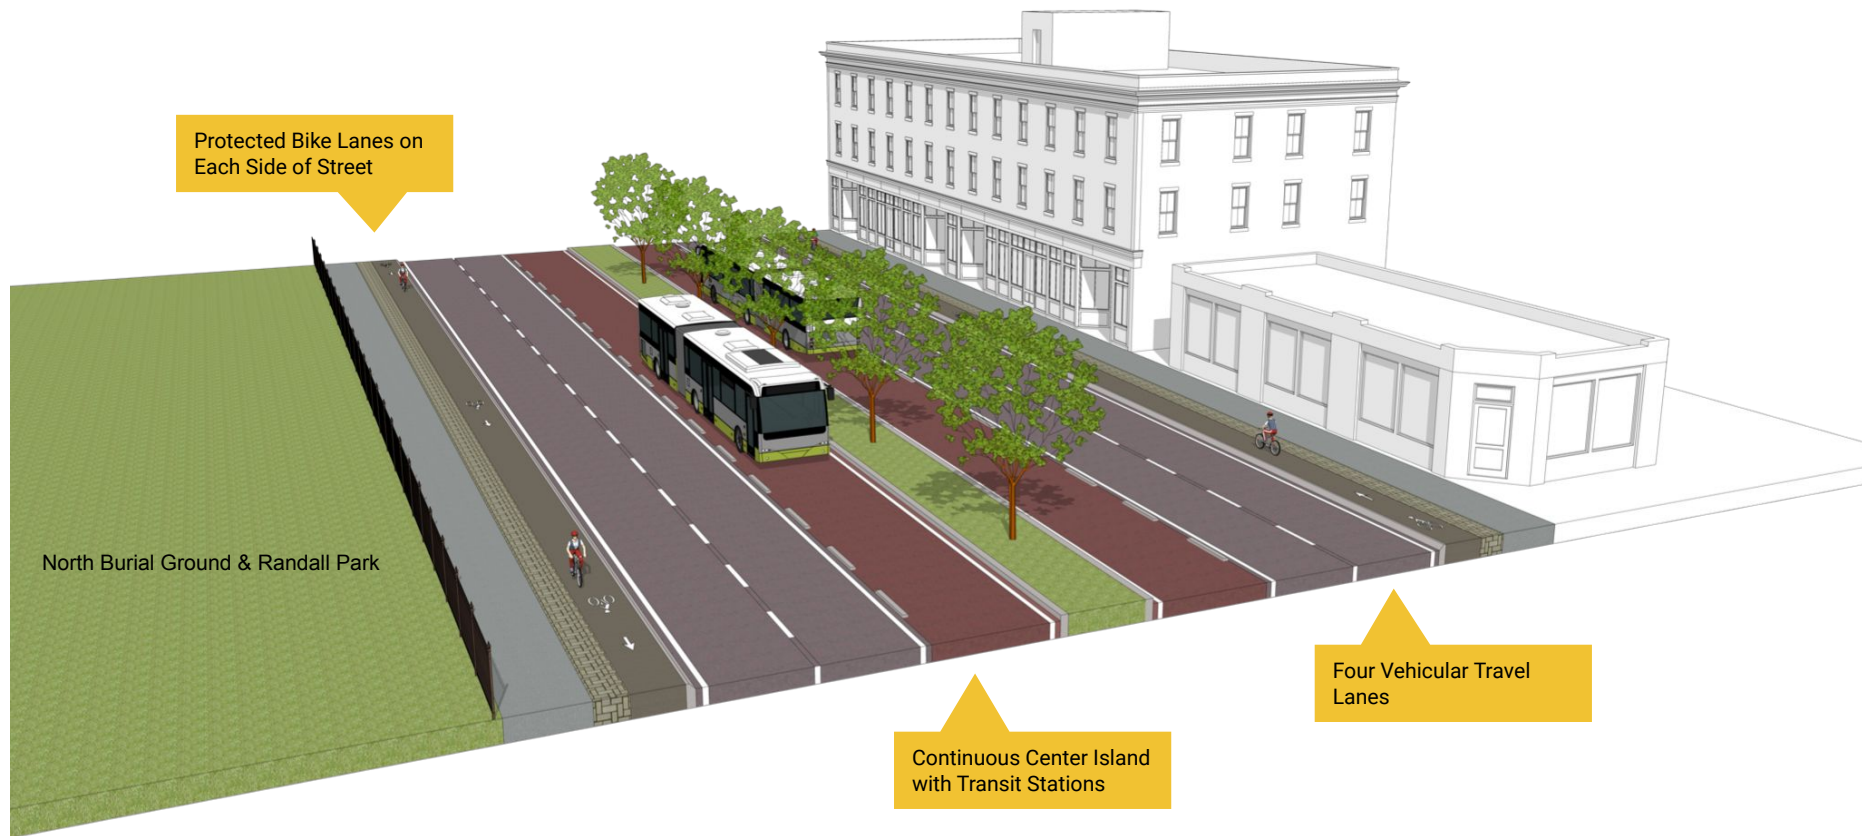 Protected Bike Lanes on
Each Side of Street
North Burial Ground & Randall Park
Four Vehicular Travel
Lanes
Continuous Center Island
with Transit Stations